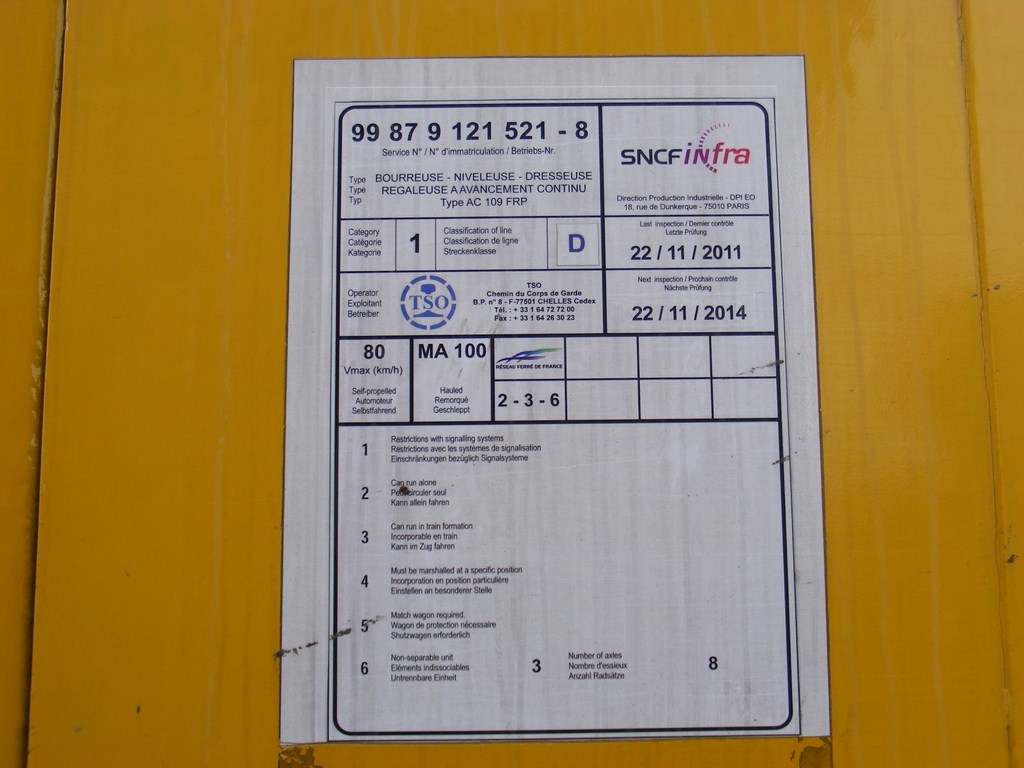 99 87 9 121 521 - 8
Service N° / N° d'immatriculation / Betriebs-Nr.
Type BOURREUSE - NIVELEUSE - DRESSEUSE
Type REGALEUSE A AVANCEMENT CONTINU
Typ Type AC 109 FRP
SNCF infra
Direction Production Industrielle - DPI EO
18, rue de Dunkerque - 75010 PARIS
Category
Catégorie
Kategorie
1
Classification of line
Classification de ligne
Streckenklasse
D
Last inspection / Dernier contrôle
Letzte Prüfung
22 / 11 / 2011
Operator
Exploitant
Betreiber
TSO
TSO
Chemin du Corps de Garde
B.P. n° 8 - F-77501 CHELLES Cedex
Tél. : + 33 1 64 72 72 00
Fax : + 33 1 64 26 30 23
Next inspection / Prochain contrôle
Nächste Prüfung
22 / 11 / 2014
80
Vmax (km/h)
Self-propelled
Automoteur
Selbstfahrend
MA 100
Hauled
Remorqué
Geschleppt
RÉSEAU FERRÉ DE FRANCE
2 - 3 - 6
1
Restrictions with signalling systems
Restrictions avec les systèmes de signalisation
Einschränkungen bezüglich Signalsysteme
2
Can run alone
Peut circuler seul
Kann allein fahren
3
Can run in train formation
Incorporable en train
Kann im Zug fahren
4
Must be marshalled at a specific position
Incorporation en position particulière
Einstellen an besonderer Stelle
5
Match wagon required.
Wagon de protection nécessaire
Shutzwagen erforderlich
6
Non-separable unit
Eléments indissociables
Untrennbare Einheit
3
Number of axles
Nombre d'essieux
Anzahl Radsätze
8